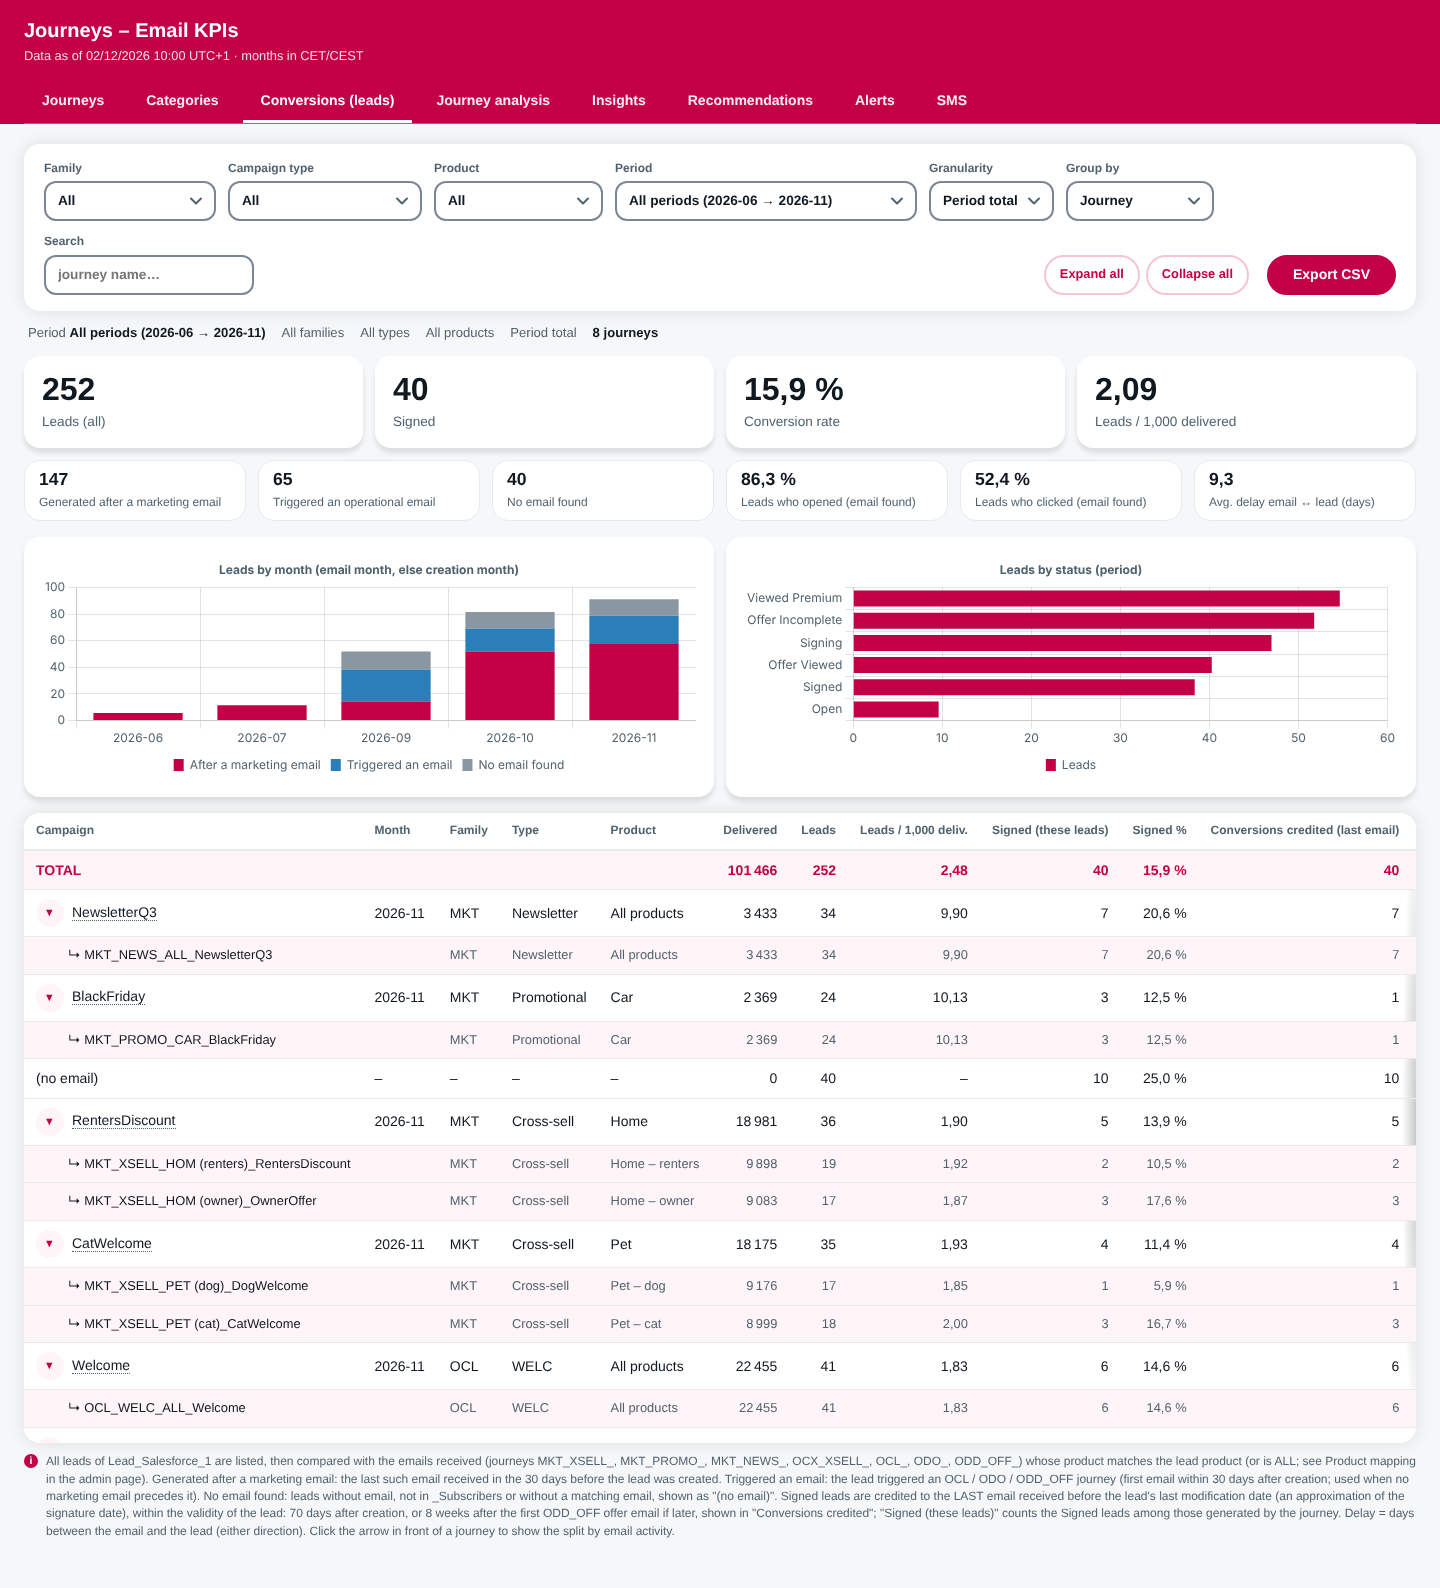 Journeys – Email KPIs
Data as of 02/12/2026 10:00 UTC+1 · months in CET/CEST
Journeys Categories Conversions (leads) Journey analysis Insights Recommendations Alerts SMS
Family Campaign type Product Period Granularity Group by
All All All All periods (2026-06 → 2026-11) Period total Journey
Search
journey name… Expand all Collapse all Export CSV
Period All periods (2026-06 → 2026-11) All families All types All products Period total 8 journeys
252 40 15,9 % 2,09
Leads (all) Signed Conversion rate Leads / 1,000 delivered
147 65 40 86,3 % 52,4 % 9,3
Generated after a marketing email Triggered an operational email No email found Leads who opened (email found) Leads who clicked (email found) Avg. delay email ↔ lead (days)
Leads by month (email month, else creation month)
100
80
60
40
20
0
2026-06 2026-07 2026-09 2026-10 2026-11
After a marketing email Triggered an email No email found
Leads by status (period)
Viewed Premium
Offer Incomplete
Signing
Offer Viewed
Signed
Open
0 10 20 30 40 50 60
Leads
Campaign Month Family Type Product Delivered Leads Leads / 1,000 deliv. Signed (these leads) Signed % Conversions credited (last email)
TOTAL 101 466 252 2,48 40 15,9 % 40
▼ NewsletterQ3 2026-11 MKT Newsletter All products 3 433 34 9,90 7 20,6 % 7
↳ MKT_NEWS_ALL_NewsletterQ3 MKT Newsletter All products 3 433 34 9,90 7 20,6 % 7
▼ BlackFriday 2026-11 MKT Promotional Car 2 369 24 10,13 3 12,5 % 1
↳ MKT_PROMO_CAR_BlackFriday MKT Promotional Car 2 369 24 10,13 3 12,5 % 1
(no email) – – – – 0 40 – 10 25,0 % 10
▼ RentersDiscount 2026-11 MKT Cross-sell Home 18 981 36 1,90 5 13,9 % 5
↳ MKT_XSELL_HOM (renters)_RentersDiscount MKT Cross-sell Home – renters 9 898 19 1,92 2 10,5 % 2
↳ MKT_XSELL_HOM (owner)_OwnerOffer MKT Cross-sell Home – owner 9 083 17 1,87 3 17,6 % 3
▼ CatWelcome 2026-11 MKT Cross-sell Pet 18 175 35 1,93 4 11,4 % 4
↳ MKT_XSELL_PET (dog)_DogWelcome MKT Cross-sell Pet – dog 9 176 17 1,85 1 5,9 % 1
↳ MKT_XSELL_PET (cat)_CatWelcome MKT Cross-sell Pet – cat 8 999 18 2,00 3 16,7 % 3
▼ Welcome 2026-11 OCL WELC All products 22 455 41 1,83 6 14,6 % 6
↳ OCL_WELC_ALL_Welcome OCL WELC All products 22 455 41 1,83 6 14,6 % 6
i All leads of Lead_Salesforce_1 are listed, then compared with the emails received (journeys MKT_XSELL_, MKT_PROMO_, MKT_NEWS_, OCX_XSELL_, OCL_, ODO_, ODD_OFF_) whose product matches the lead product (or is ALL; see Product mapping
in the admin page). Generated after a marketing email: the last such email received in the 30 days before the lead was created. Triggered an email: the lead triggered an OCL / ODO / ODD_OFF journey (first email within 30 days after creation; used when no
marketing email precedes it). No email found: leads without email, not in _Subscribers or without a matching email, shown as "(no email)". Signed leads are credited to the LAST email received before the lead's last modification date (an approximation of the
signature date), within the validity of the lead: 70 days after creation, or 8 weeks after the first ODD_OFF offer email if later, shown in "Conversions credited"; "Signed (these leads)" counts the Signed leads among those generated by the journey. Delay = days
between the email and the lead (either direction). Click the arrow in front of a journey to show the split by email activity.